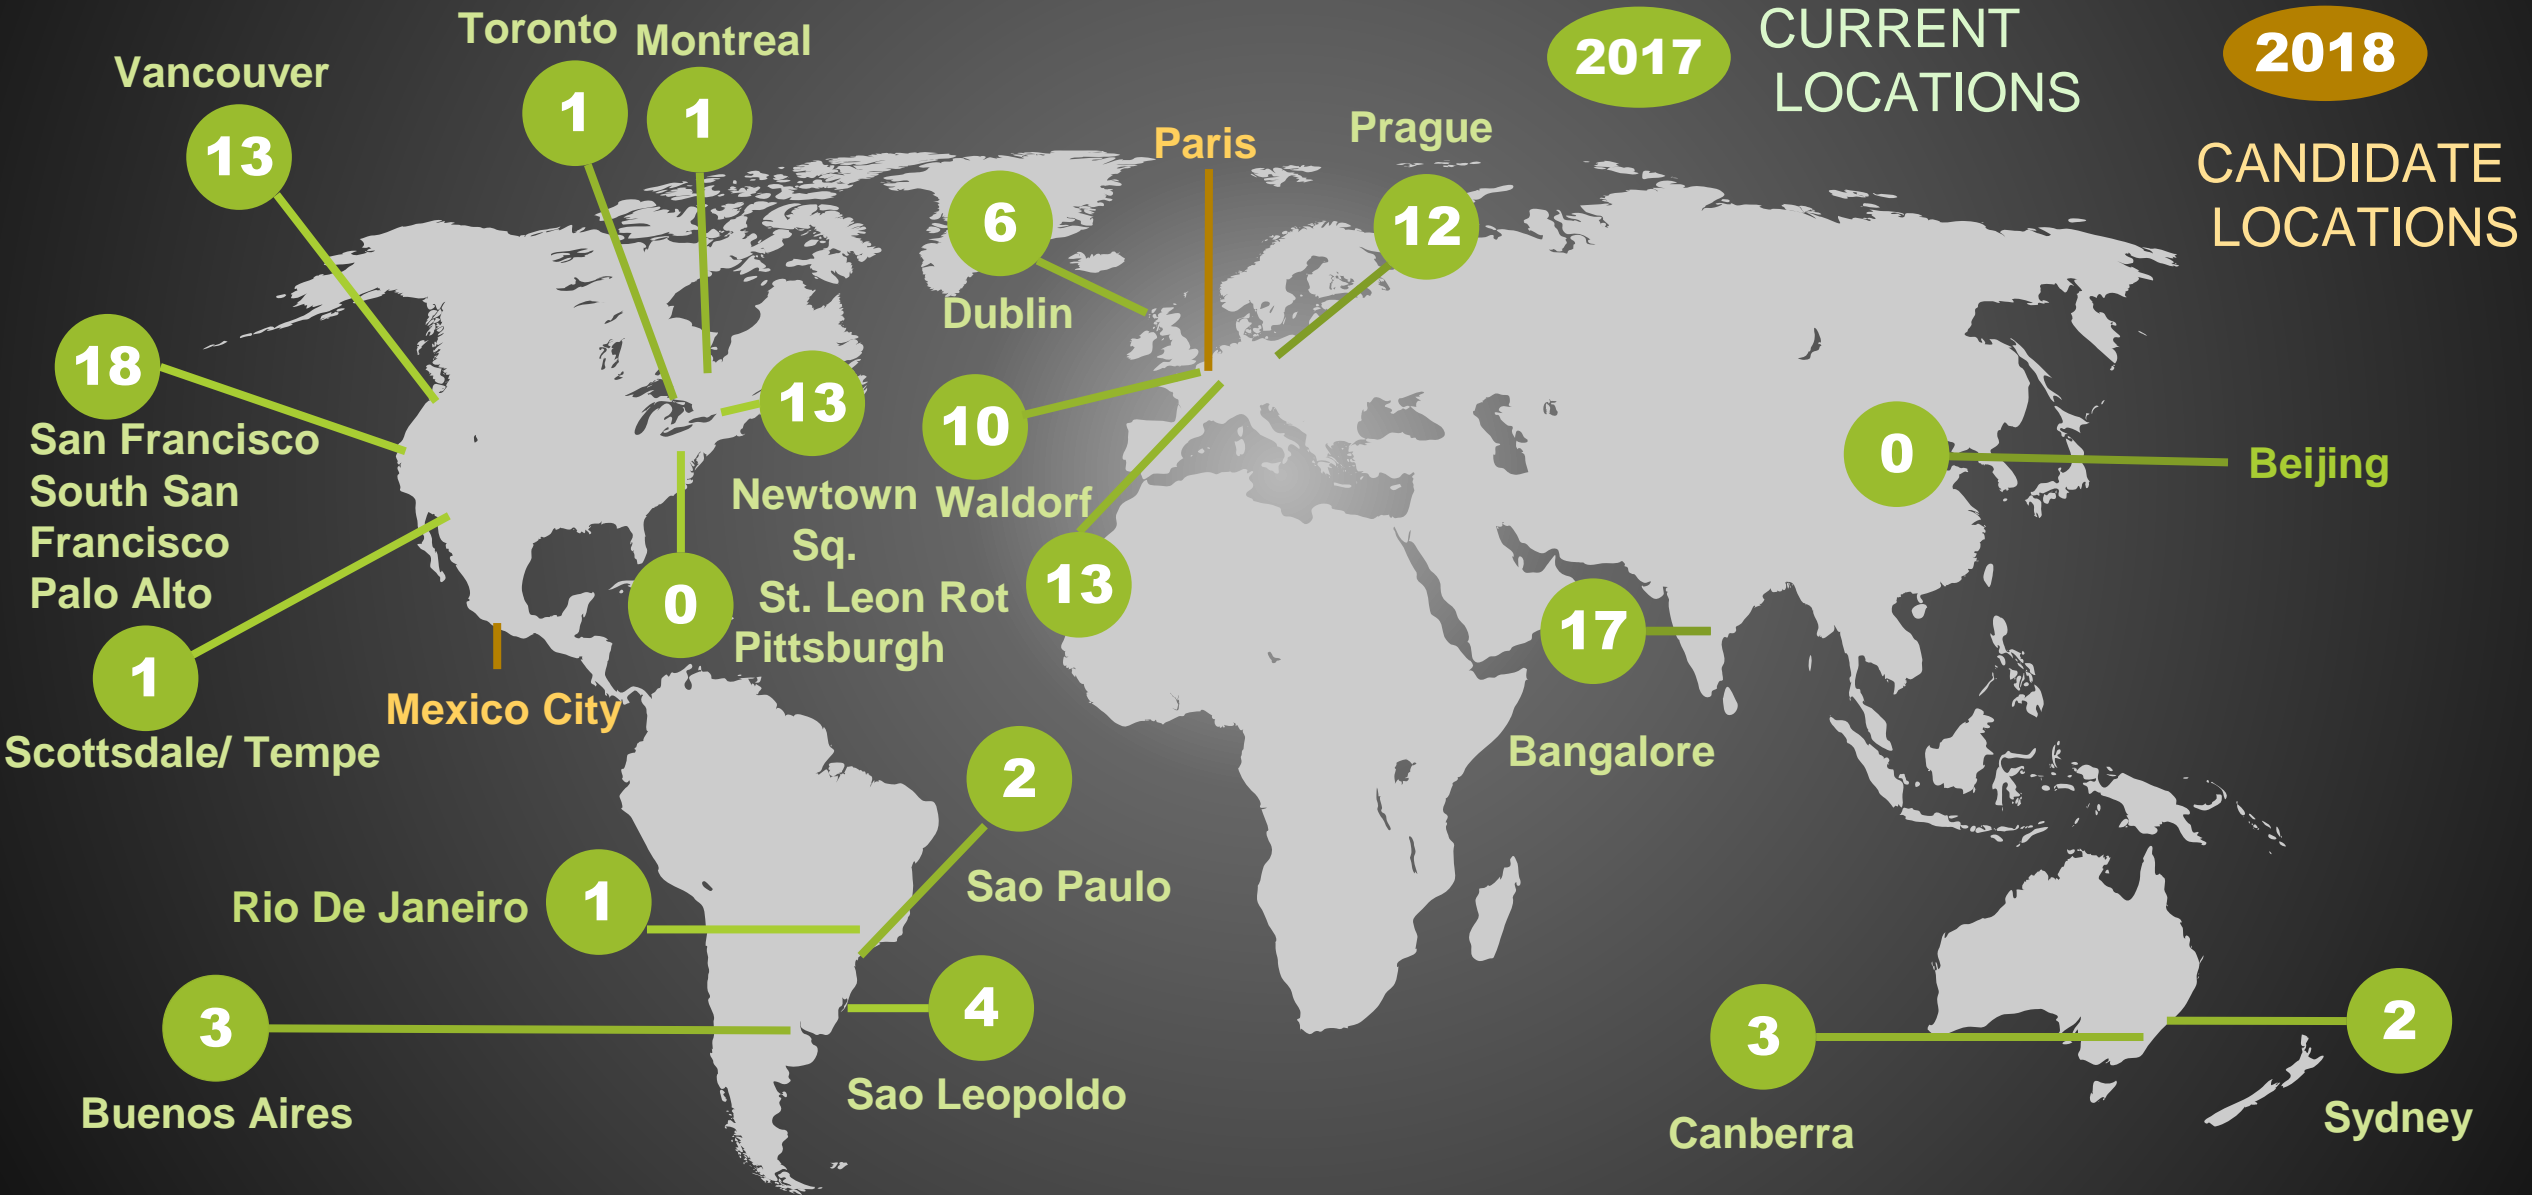 Toronto
1
Montreal
1
Vancouver
13
2017
CURRENT
LOCATIONS
2018
CANDIDATE
LOCATIONS
Paris
Prague
12
6
Dublin
18
San Francisco
South San
Francisco
Palo Alto
13
Newtown
Sq.
10
Waldorf
St. Leon Rot
13
0
Pittsburgh
0
Beijing
17
Bangalore
1
Scottsdale/ Tempe
Mexico City
2
Sao Paulo
Rio De Janeiro
1
3
Buenos Aires
4
Sao Leopoldo
3
Canberra
2
Sydney